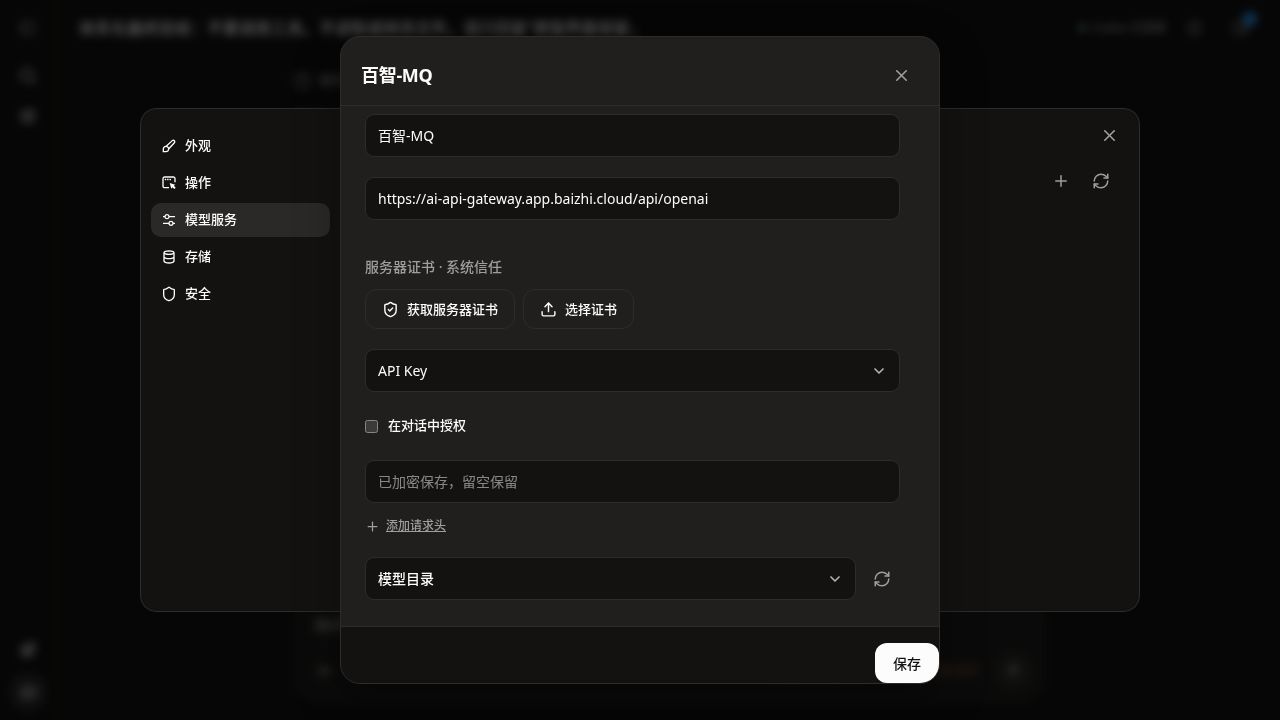 百智-MQ
百智-MQ
https://ai-api-gateway.app.baizhi.cloud/api/openai
外观
操作
模型服务
存储
安全
服务器证书 · 系统信任
获取服务器证书
选择证书
API Key
在对话中授权
已加密保存，留空保留
添加请求头
模型目录
保存